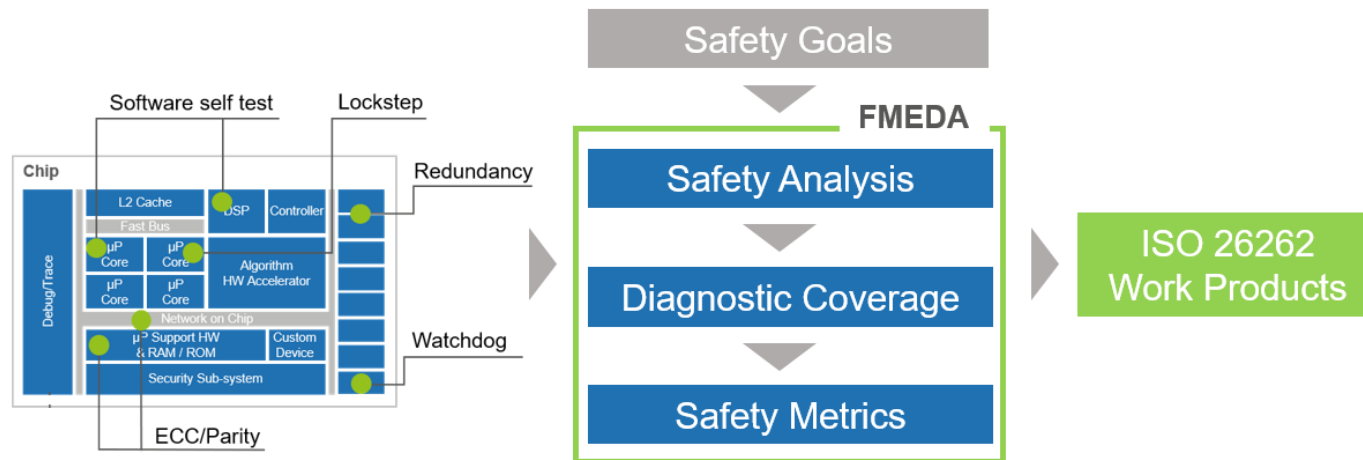 Safety Goals
FMEDA
Safety Analysis
Diagnostic Coverage
Safety Metrics
ISO 26262
Work Products
Software self test
Lockstep
Redundancy
Watchdog
ECC/Parity
Chip
Debug/Trace
L2 Cache
DSP
Controller
Fast Bus
µP
Core
µP
Core
µP
Core
µP
Core
Algorithm
HW Accelerator
Network on Chip
µP Support HW
& RAM / ROM
Custom
Device
Security Sub-system